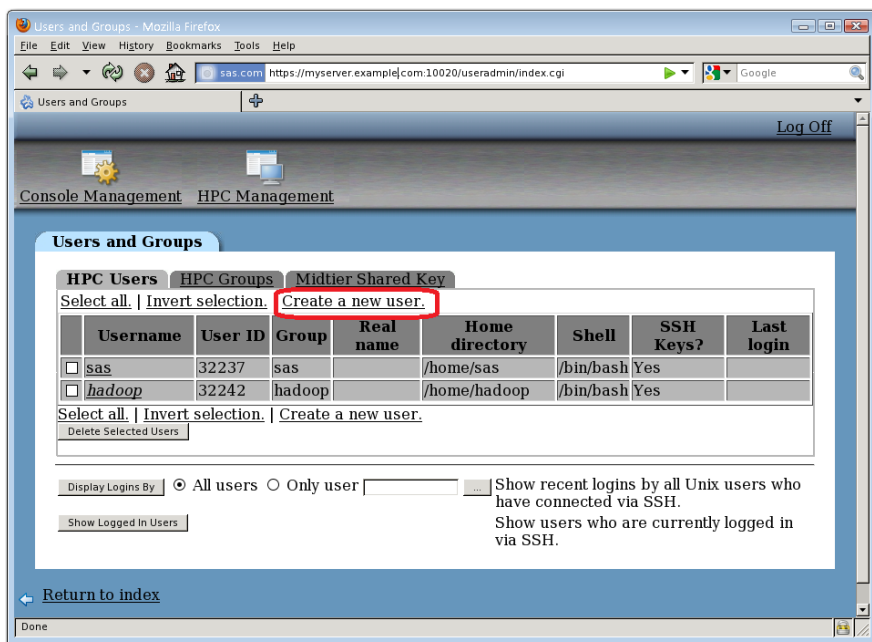 Users and Groups - Mozilla Firefox
File Edit View History Bookmarks Tools Help
sas.com https://myserver.example.com:10020/useradmin/index.cgi Google
Users and Groups
Log Off
Console Management HPC Management
Users and Groups
HPC Users HPC Groups Midtier Shared Key
Select all. | Invert selection. Create a new user.
Username User ID Group Real name Home directory Shell SSH Keys? Last login
sas 32237 sas /home/sas /bin/bash Yes
hadoop 32242 hadoop /home/hadoop /bin/bash Yes
Select all. | Invert selection. | Create a new user.
Delete Selected Users
Display Logins By All users Only user ... Show recent logins by all Unix users who
have connected via SSH.
Show Logged In Users Show users who are currently logged in
via SSH.
Return to index
Done